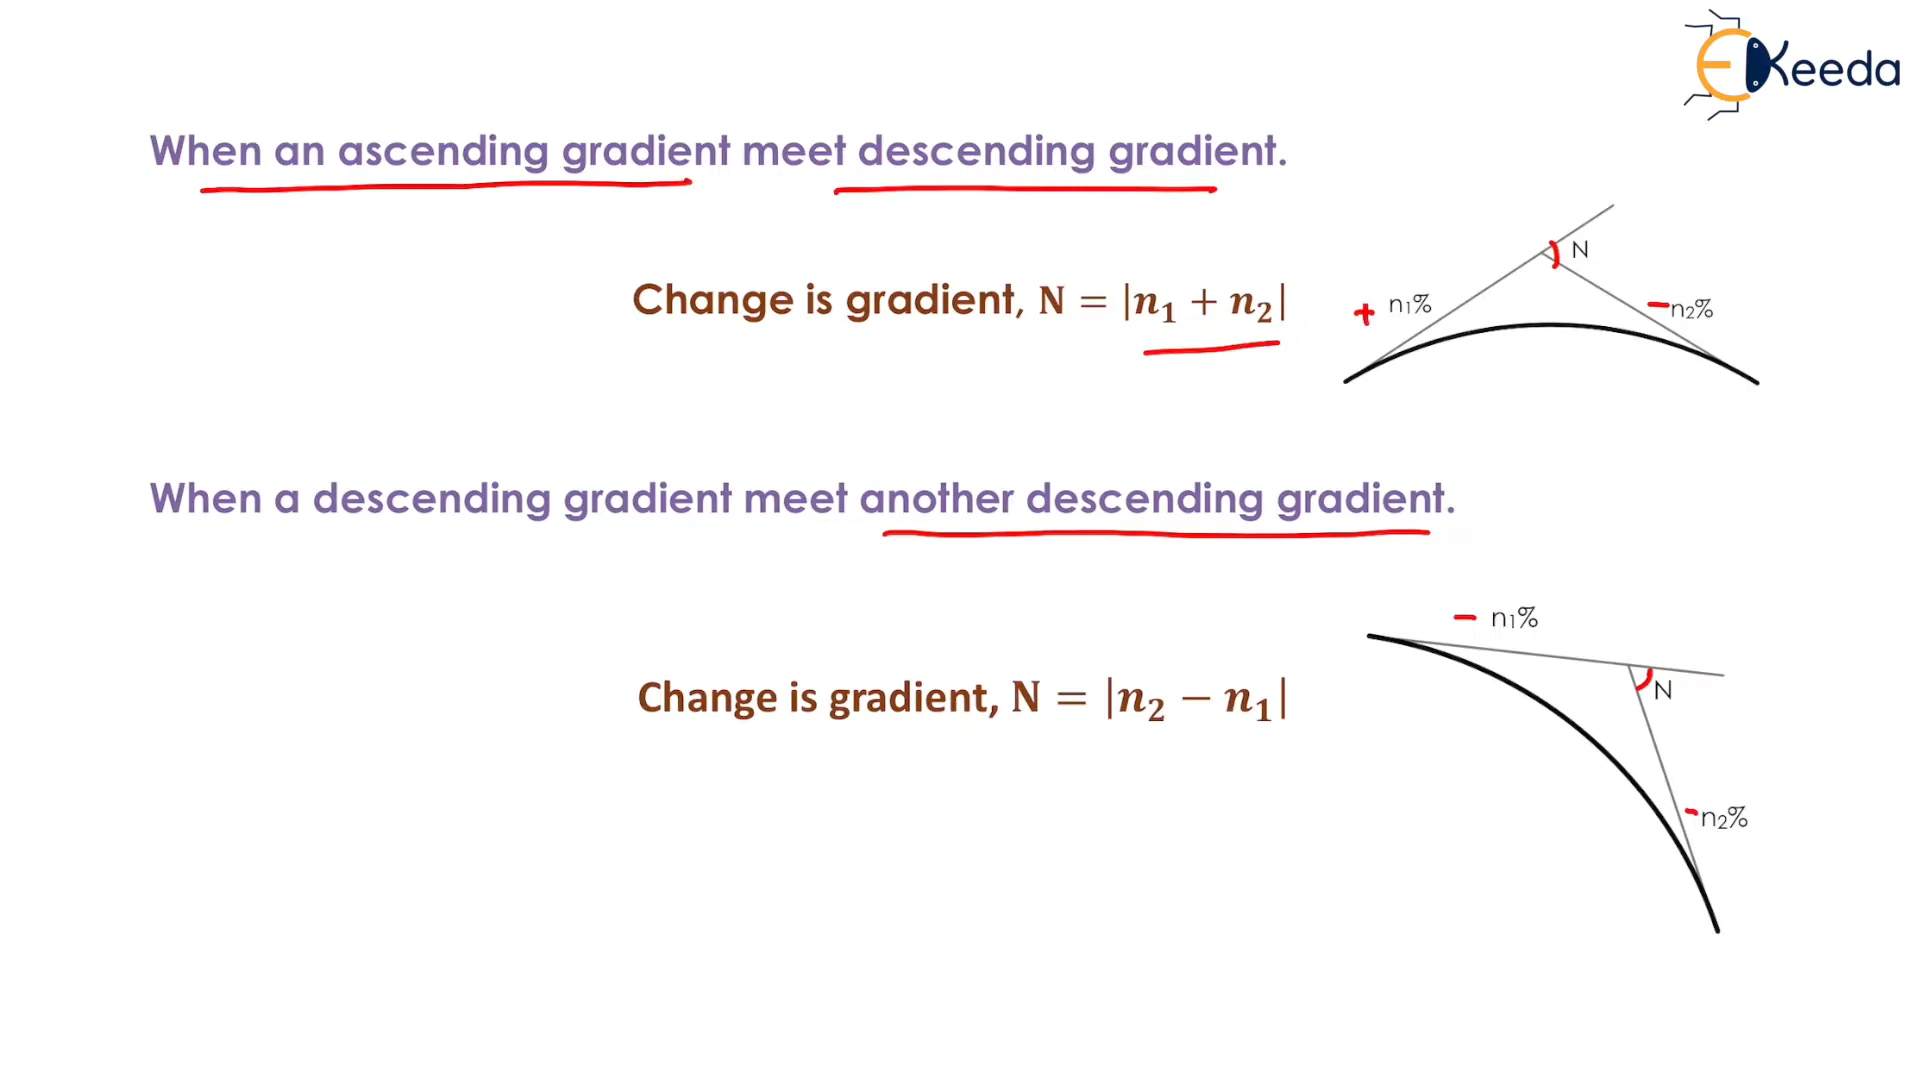 EKeeda
When an ascending gradient meet descending gradient.
Change is gradient, N = |n₁ + n₂|
N
+ n₁%
−n₂%
When a descending gradient meet another descending gradient.
− n₁%
Change is gradient, N = |n₂ − n₁|
N
-n₂%